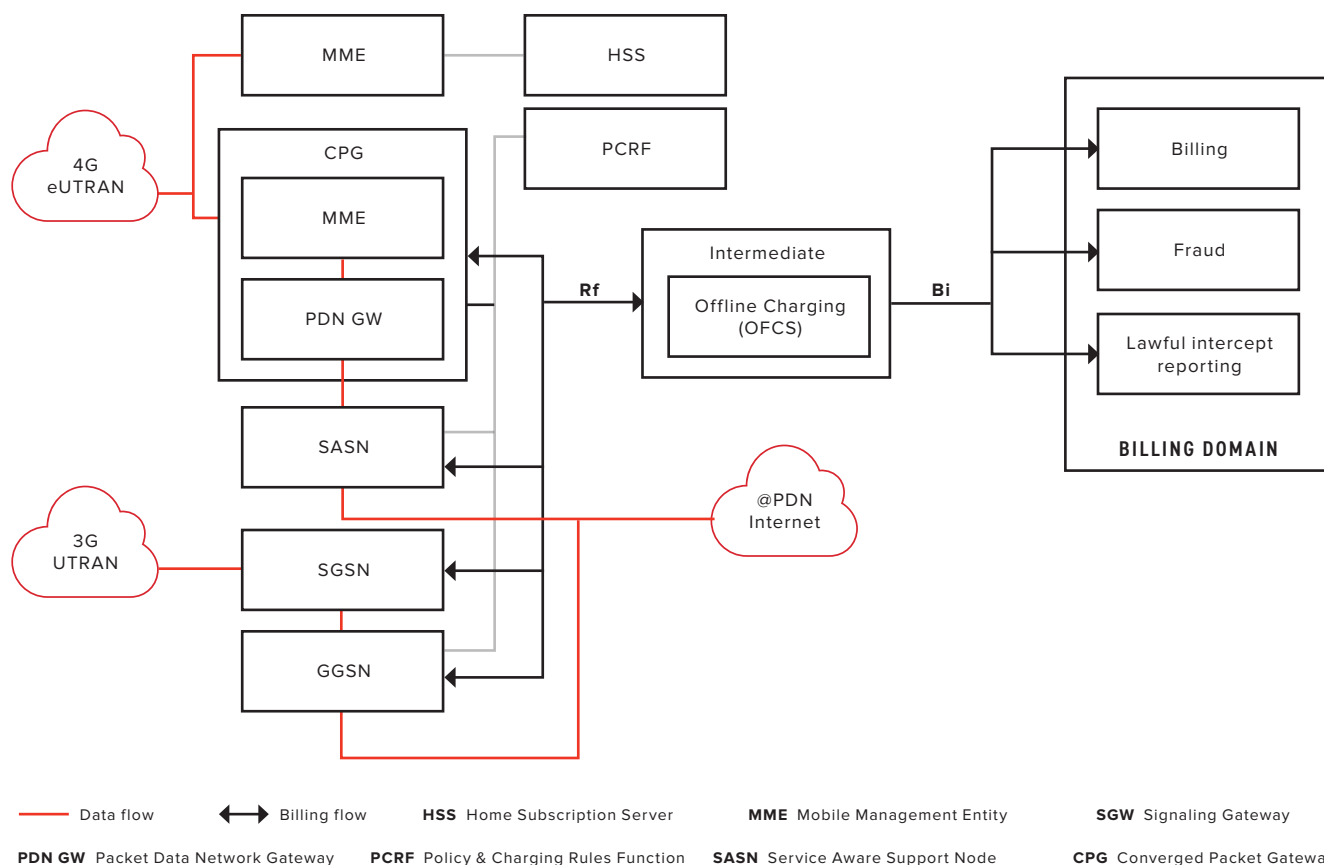 MME
HSS
PCRF
4G
eUTRAN
CPG
MME
PDN GW
Intermediate
Offline Charging
(OFCS)
Rf
Bi
Billing
Fraud
Lawful intercept
reporting
BILLING DOMAIN
SASN
@PDN
Internet
3G
UTRAN
SGSN
GGSN
Data flow
Billing flow
HSS Home Subscription Server
MME Mobile Management Entity
SGW Signaling Gateway
PDN GW Packet Data Network Gateway
PCRF Policy & Charging Rules Function
SASN Service Aware Support Node
CPG Converged Packet Gatewa